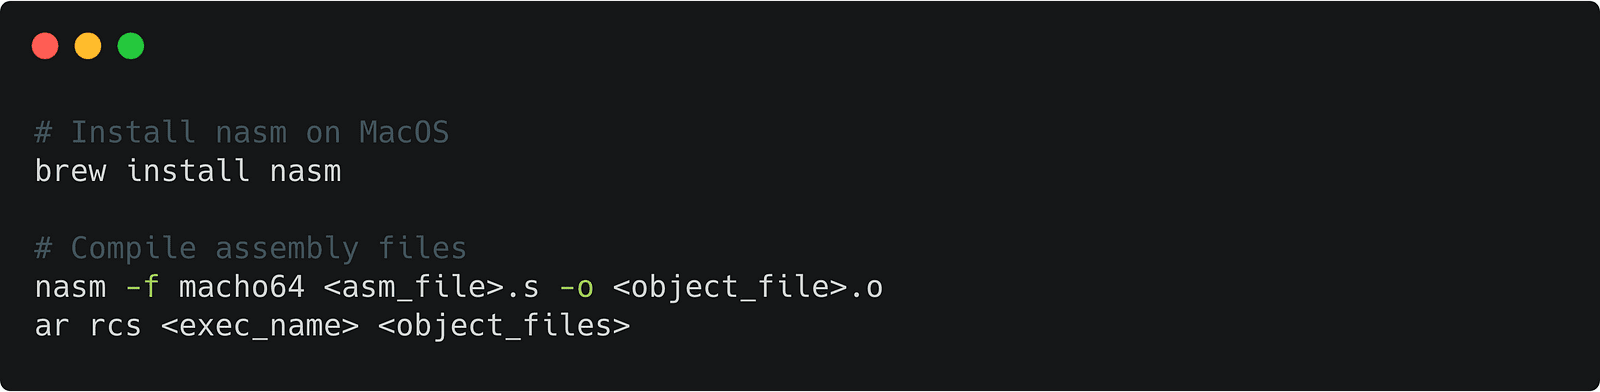 # Install nasm on MacOS
brew install nasm
# Compile assembly files
nasm -f macho64 <asm_file>.s -o <object_file>.o
ar rcs <exec_name> <object_files>